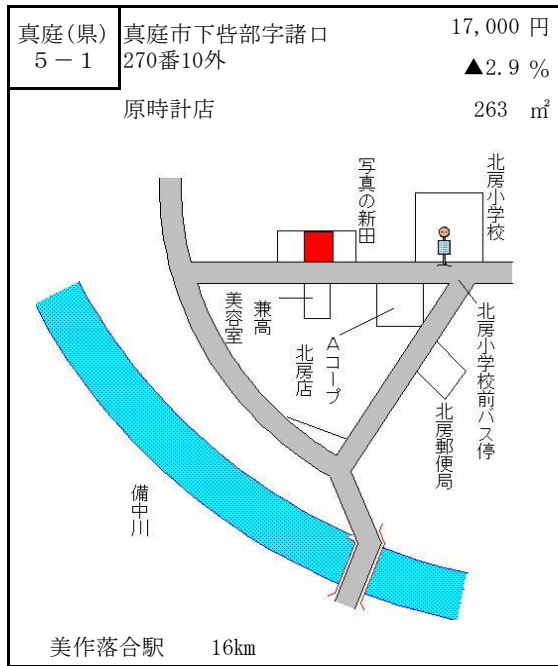 真庭(県)
5－1
真庭市下呰部字諸口
270番10外
17,000 円
▲2.9 %
原時計店
263 ㎡
写真の新田
北房小学校
兼高
美容室
Aコープ
北房店
北房小学校前バス停
北房郵便局
備中川
美作落合駅 16km